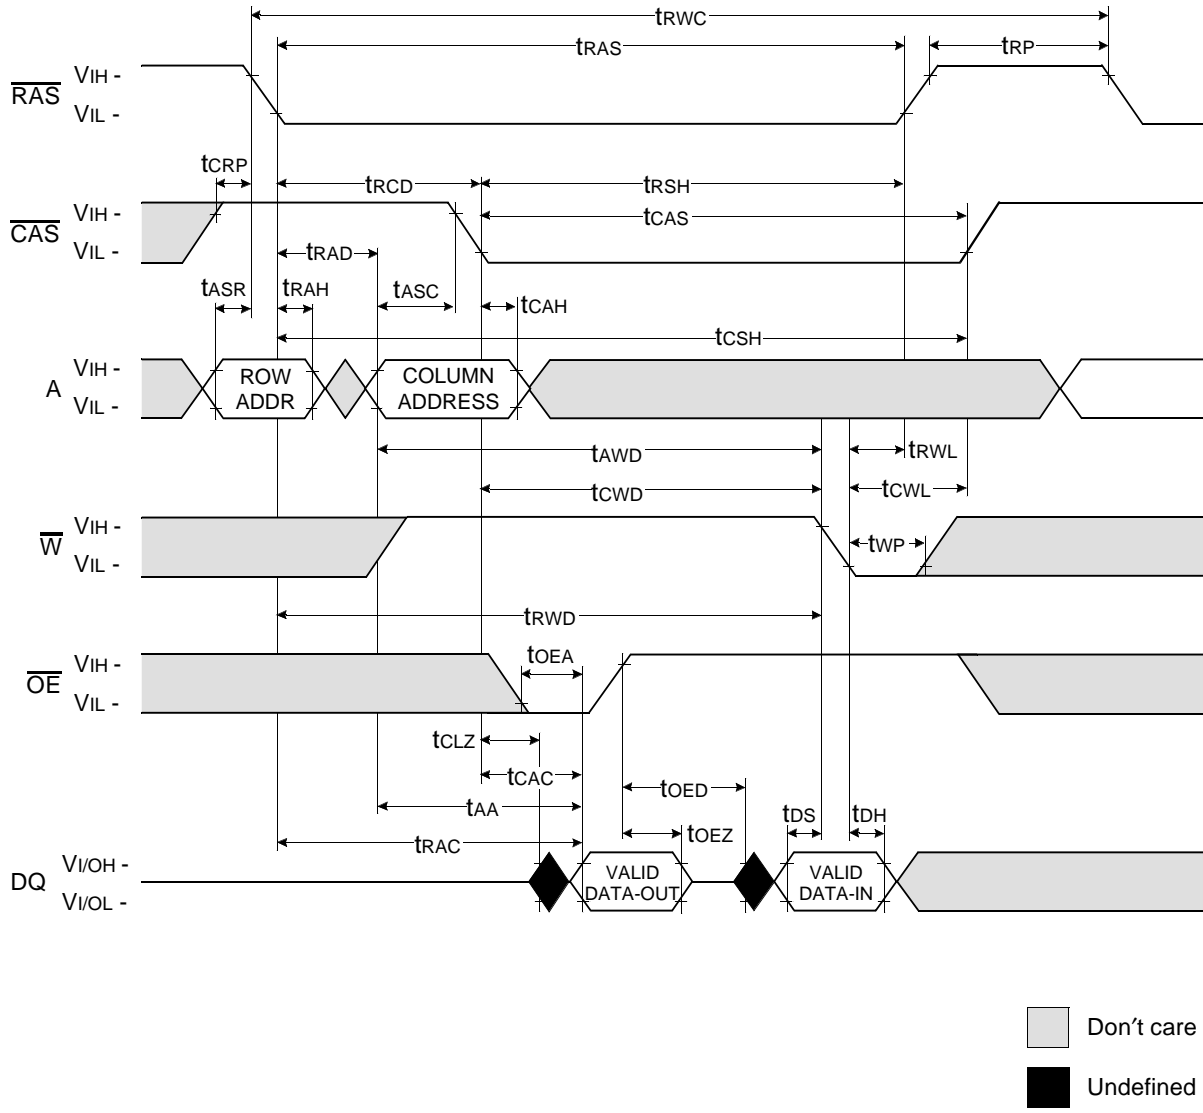 tRWC
tRAS
tRP
RAS
VIH -
VIL -
tCRP
tRCD
tRSH
CAS
VIH -
VIL -
tCAS
tRAD
tASR
tRAH
tASC
tCAH
tCSH
A
VIH -
VIL -
ROW
ADDR
COLUMN
ADDRESS
tAWD
tRWL
tCWD
tCWL
W
VIH -
VIL -
tWP
tRWD
OE
VIH -
VIL -
tOEA
tCLZ
tCAC
tOED
tAA
tDS
tDH
tOEZ
tRAC
DQ
VI/OH -
VI/OL -
VALID
DATA-OUT
VALID
DATA-IN
Don′t care
Undefined